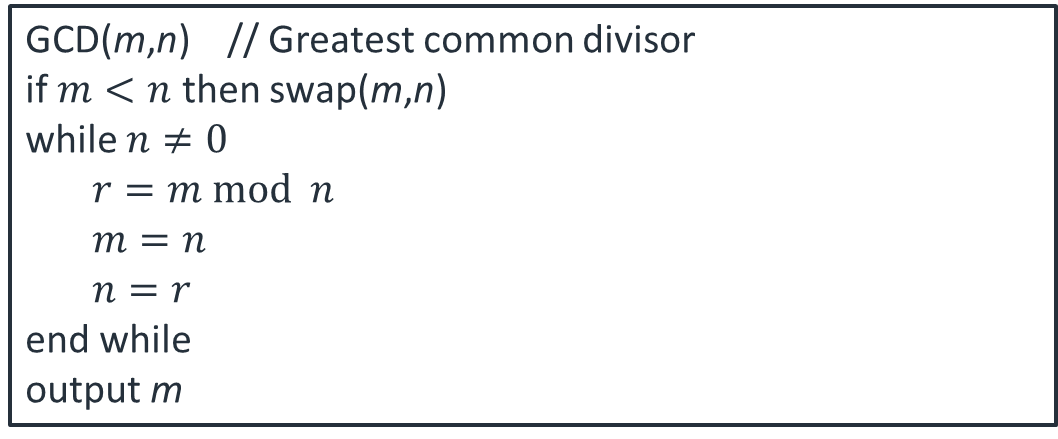 GCD(m,n) // Greatest common divisor
if m < n then swap(m,n)
while n ≠ 0
r = m mod n
m = n
n = r
end while
output m